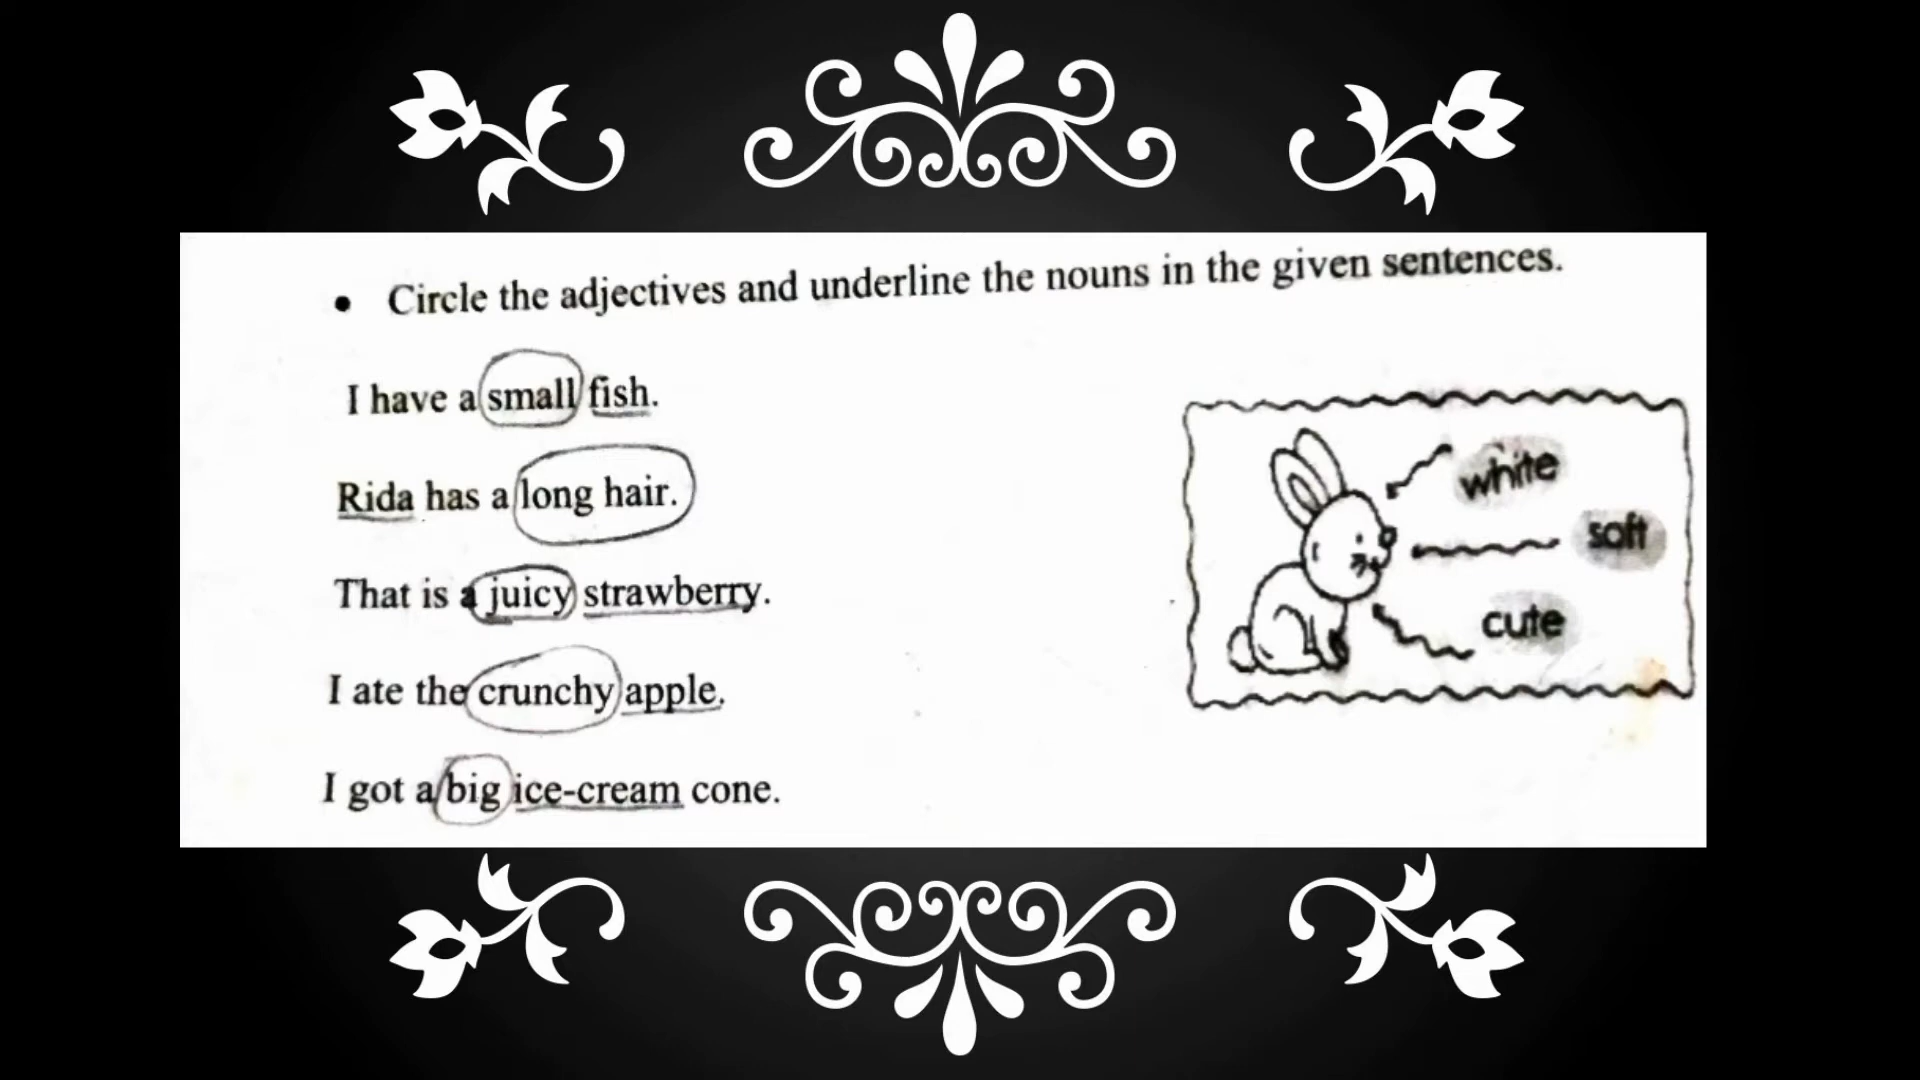 • Circle the adjectives and underline the nouns in the given sentences.
I have a small fish.
Rida has a long hair.
That is a juicy strawberry.
I ate the crunchy apple.
I got a big ice-cream cone.
white
soft
cute